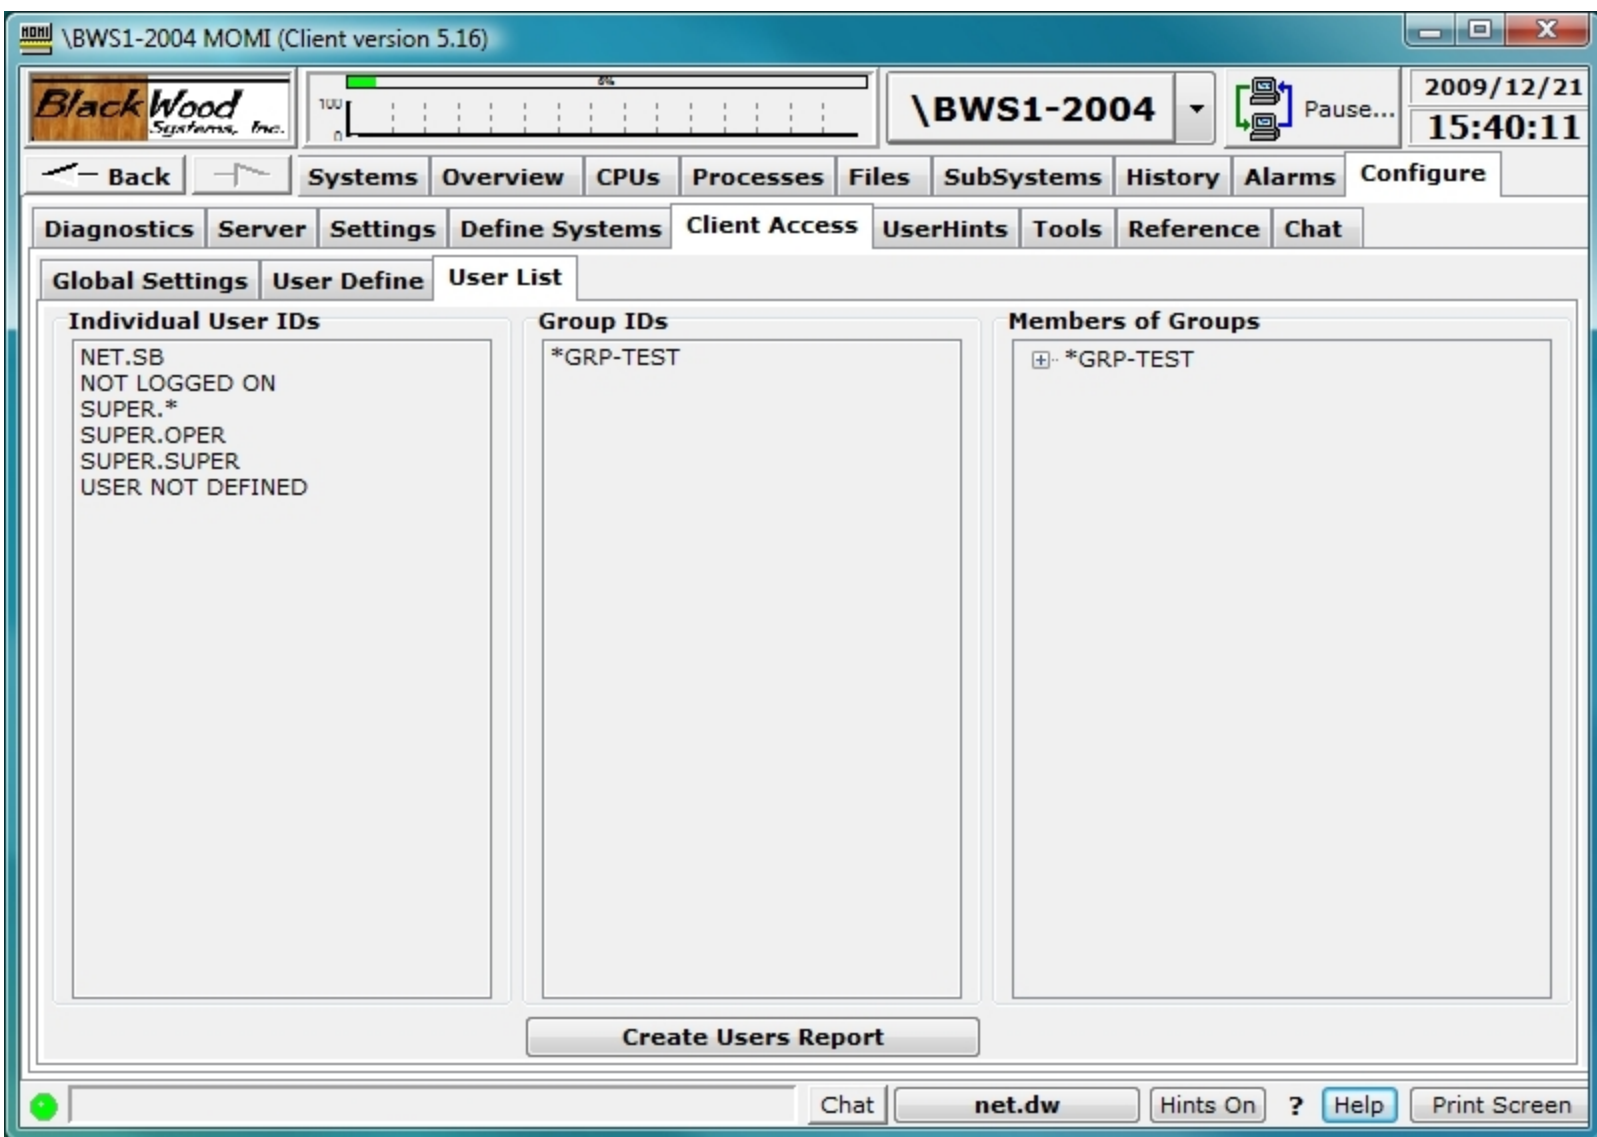 \BWS1-2004 MOMI (Client version 5.16)
BlackWood
Systems, Inc.
6%
100
0
\BWS1-2004
Pause...
2009/12/21
15:40:11
Back
Systems Overview CPUs Processes Files SubSystems History Alarms Configure
Diagnostics Server Settings Define Systems Client Access UserHints Tools Reference Chat
Global Settings User Define User List
Individual User IDs
NET.SB
NOT LOGGED ON
SUPER.*
SUPER.OPER
SUPER.SUPER
USER NOT DEFINED
Group IDs
*GRP-TEST
Members of Groups
*GRP-TEST
Create Users Report
Chat net.dw Hints On ? Help Print Screen